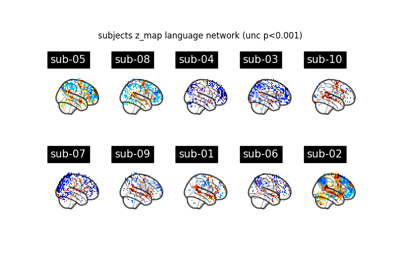 subjects z_map language network (unc p<0.001)
sub-05 sub-08 sub-04 sub-03 sub-10
sub-07 sub-09 sub-01 sub-06 sub-02